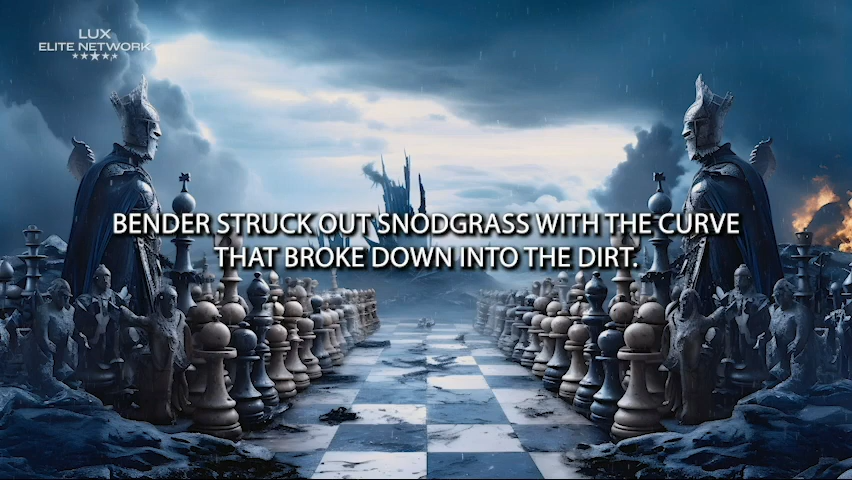 LUX
ELITE NETWORK
BENDER STRUCK OUT SNODGRASS WITH THE CURVE
THAT BROKE DOWN INTO THE DIRT.